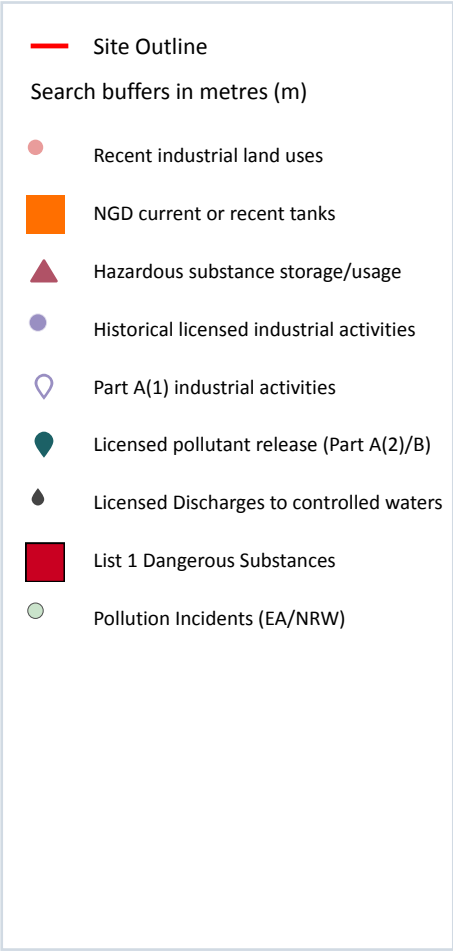 Site Outline
Search buffers in metres (m)
Recent industrial land uses
NGD current or recent tanks
Hazardous substance storage/usage
Historical licensed industrial activities
Part A(1) industrial activities
Licensed pollutant release (Part A(2)/B)
Licensed Discharges to controlled waters
List 1 Dangerous Substances
Pollution Incidents (EA/NRW)